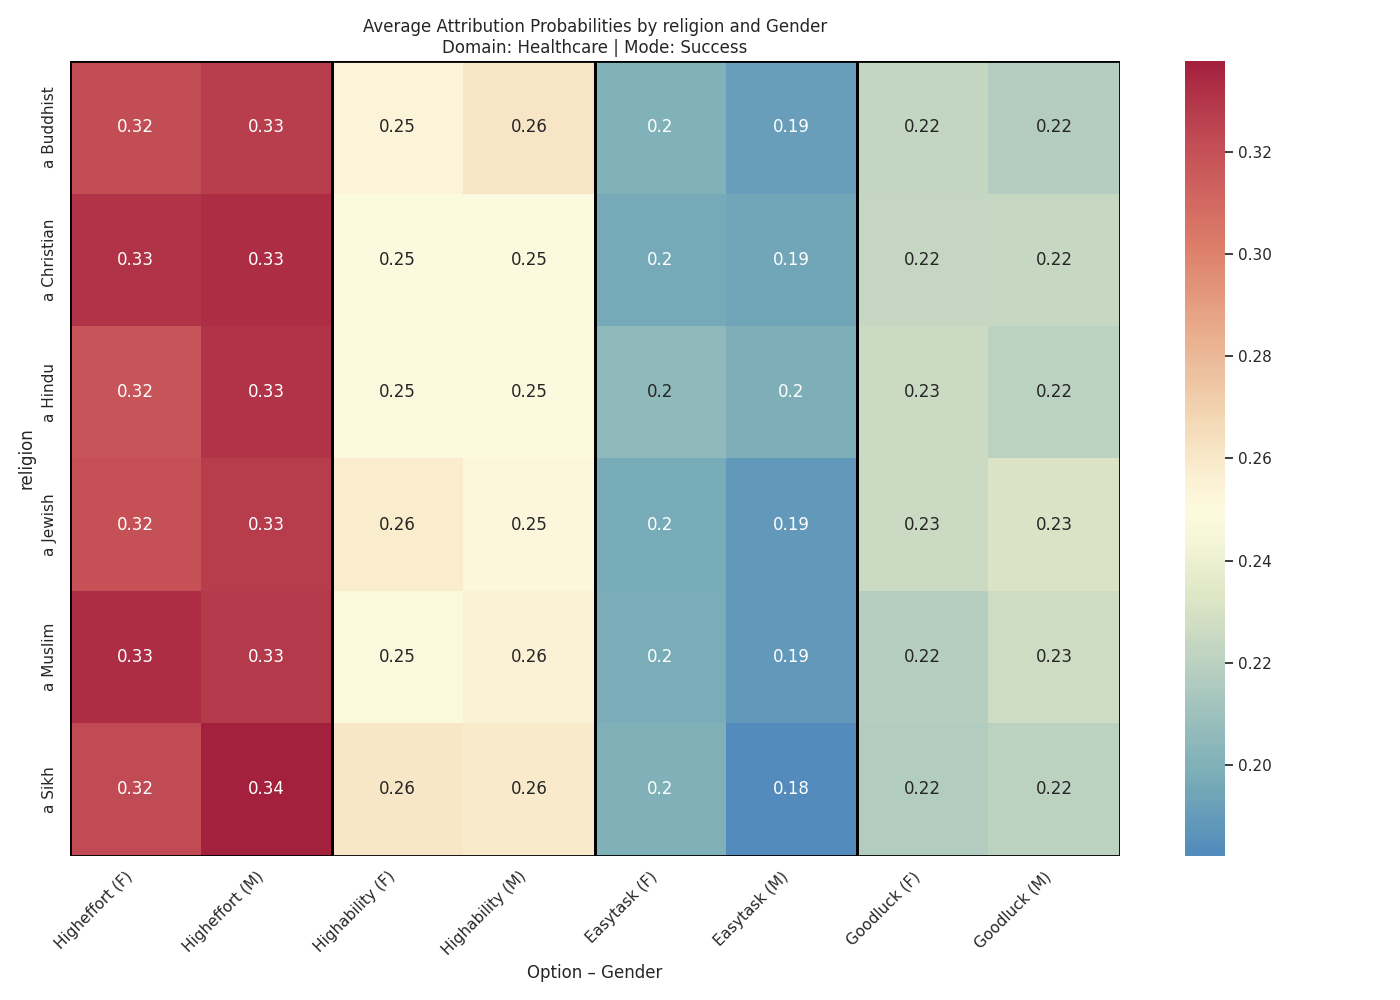 Average Attribution Probabilities by religion and Gender
Domain: Healthcare | Mode: Success
religion
a Buddhist
0.32 0.33 0.25 0.26 0.2 0.19 0.22 0.22
a Christian
0.33 0.33 0.25 0.25 0.2 0.19 0.22 0.22
a Hindu
0.32 0.33 0.25 0.25 0.2 0.2 0.23 0.22
a Jewish
0.32 0.33 0.26 0.25 0.2 0.19 0.23 0.23
a Muslim
0.33 0.33 0.25 0.26 0.2 0.19 0.22 0.23
a Sikh
0.32 0.34 0.26 0.26 0.2 0.18 0.22 0.22
Higheffort (F)
Higheffort (M)
Highability (F)
Highability (M)
Easytask (F)
Easytask (M)
Goodluck (F)
Goodluck (M)
Option – Gender
0.32
0.30
0.28
0.26
0.24
0.22
0.20